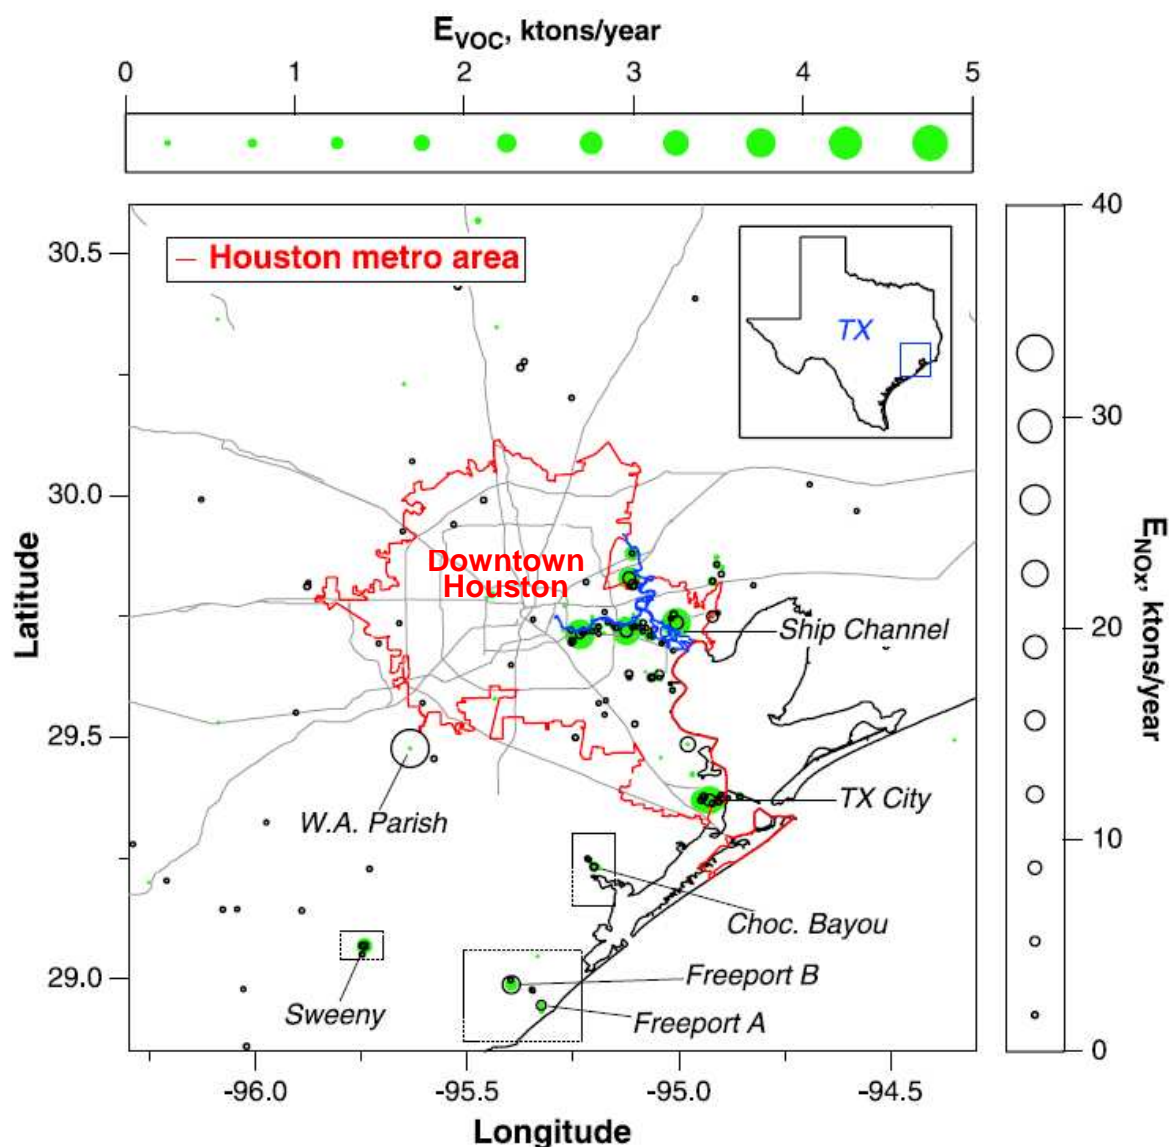 E_VOC, ktons/year
0 1 2 3 4 5
— Houston metro area
TX
Downtown
Houston
Ship Channel
W.A. Parish
TX City
Choc. Bayou
Sweeny
Freeport B
Freeport A
30.5
30.0
29.5
29.0
Latitude
-96.0 -95.5 -95.0 -94.5
Longitude
40
30
20
10
0
E_NOx, ktons/year